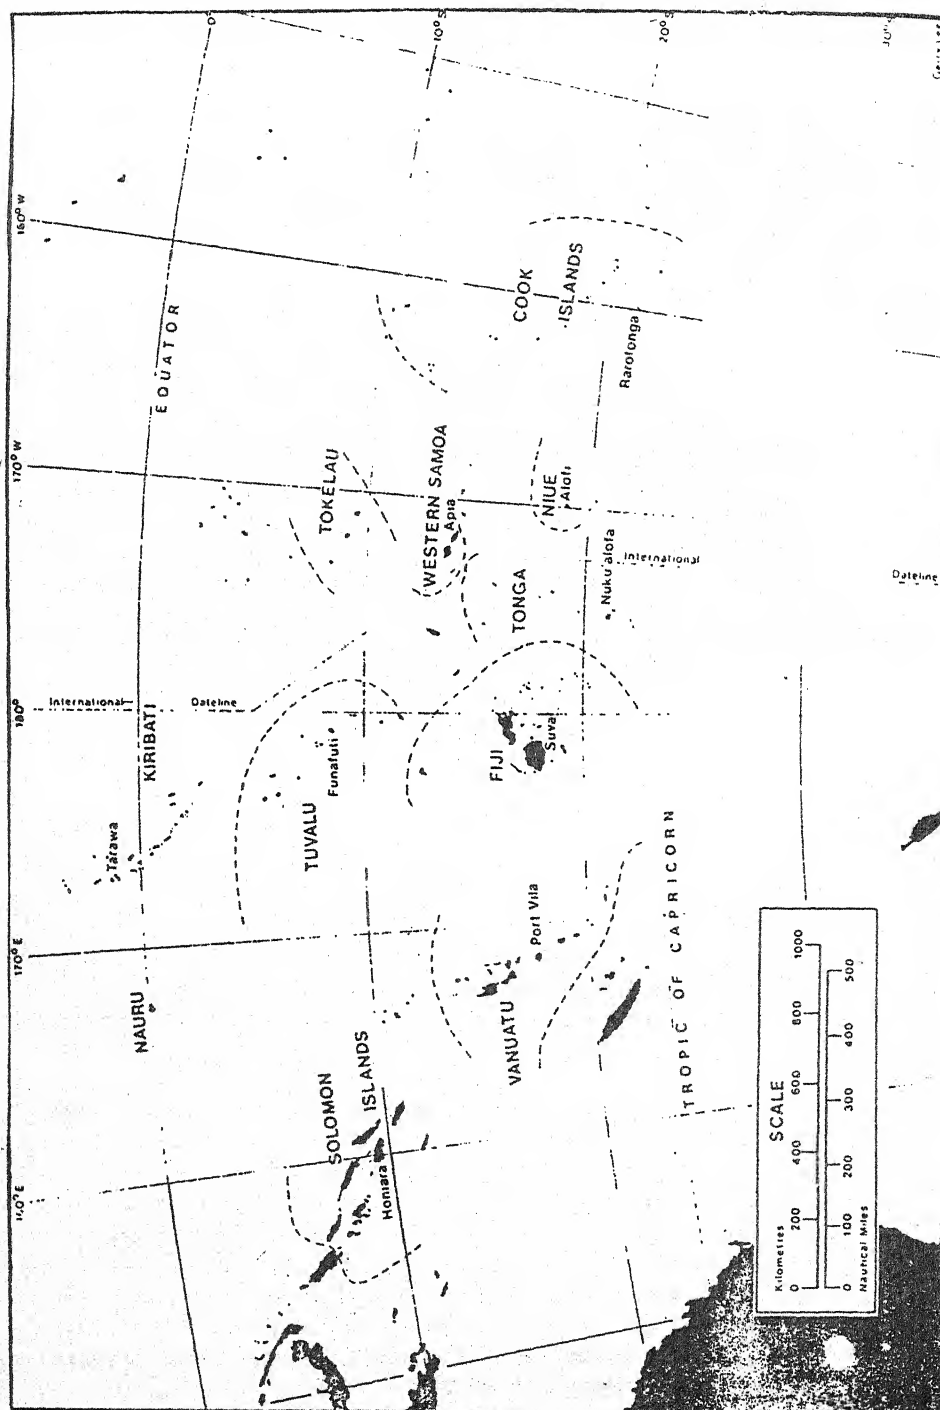 160° E
170° E
180°
170° W
160° W
0°
10° S
20° S
30° S
EQUATOR
NAURU
Tarawa
KIRIBATI
International
Dateline
SOLOMON
ISLANDS
Honiara
TUVALU
Funafuti
TOKELAU
WESTERN SAMOA
Apia
COOK
ISLANDS
Rarotonga
VANUATU
Port Vila
FIJI
Suva
TONGA
Nuku'alofa
NIUE
Alofi
International
Dateline
TROPIC OF CAPRICORN
SCALE
Kilometres
0 200 400 600 800 1000
0 100 200 300 400 500
Nautical Miles